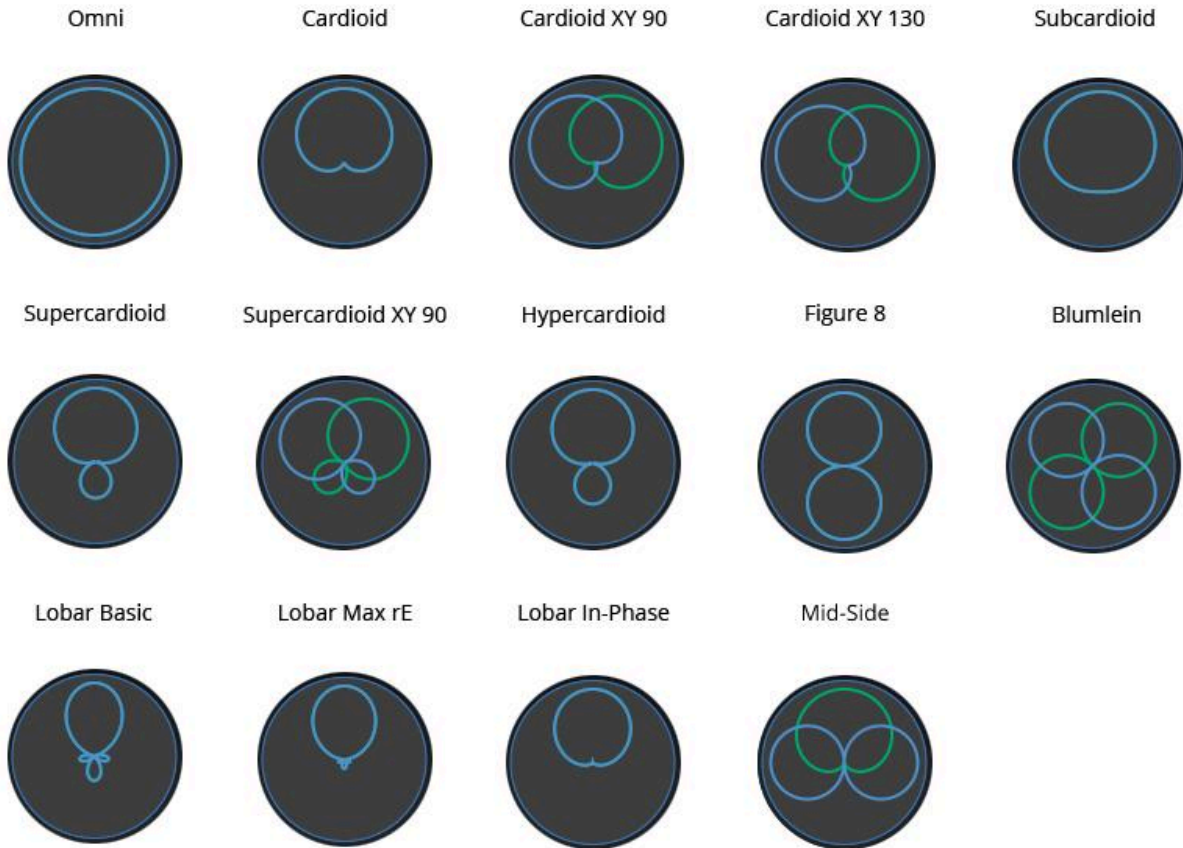 Omni
Cardioid
Cardioid XY 90
Cardioid XY 130
Subcardioid
Supercardioid
Supercardioid XY 90
Hypercardioid
Figure 8
Blumlein
Lobar Basic
Lobar Max rE
Lobar In-Phase
Mid-Side